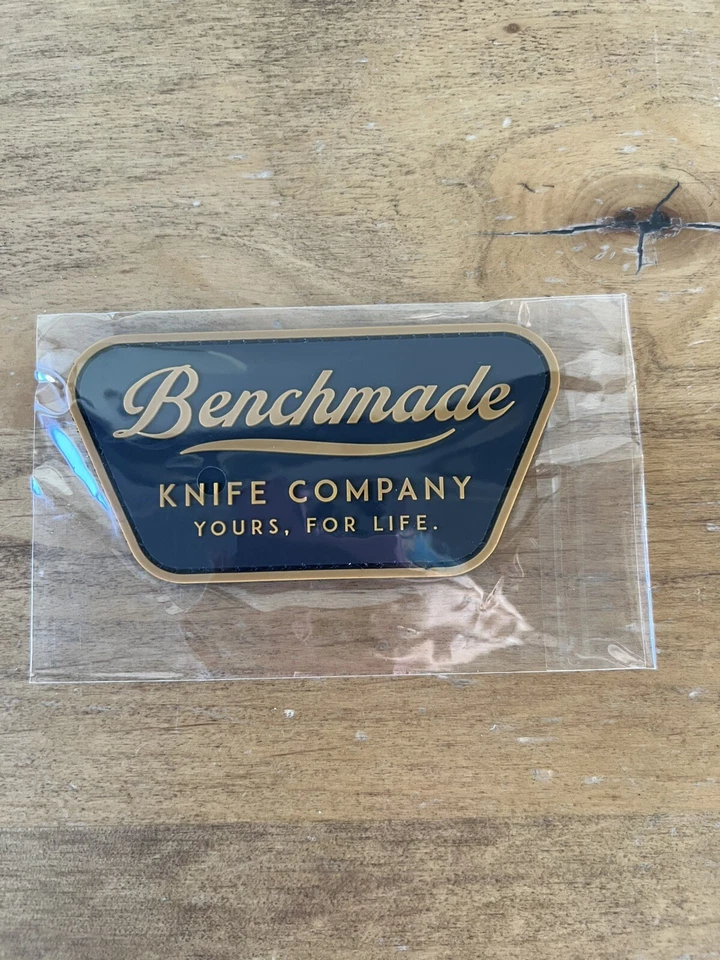 Benchmade
KNIFE COMPANY
YOURS, FOR LIFE.